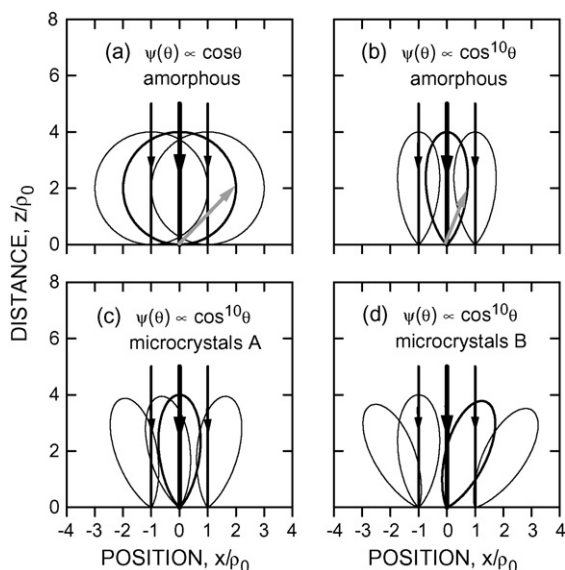 8
(a) ψ(θ) ∝ cosθ
amorphous
6
4
2
0
(b) ψ(θ) ∝ cos¹⁰θ
amorphous
DISTANCE, z/ρ₀
8
(c) ψ(θ) ∝ cos¹⁰θ
microcrystals A
6
4
2
0
(d) ψ(θ) ∝ cos¹⁰θ
microcrystals B
-4 -3 -2 -1 0 1 2 3 4
-4 -3 -2 -1 0 1 2 3 4
POSITION, x/ρ₀
POSITION, x/ρ₀